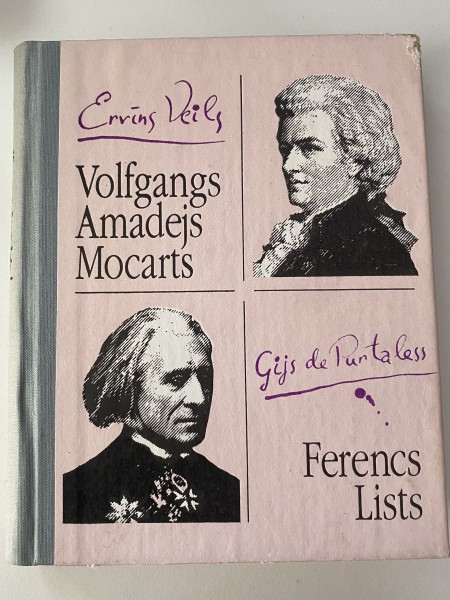 Ervīns Veils
Volfgangs
Amadejs
Mocarts
Gijs de Puntaless
Ferencs
Lists